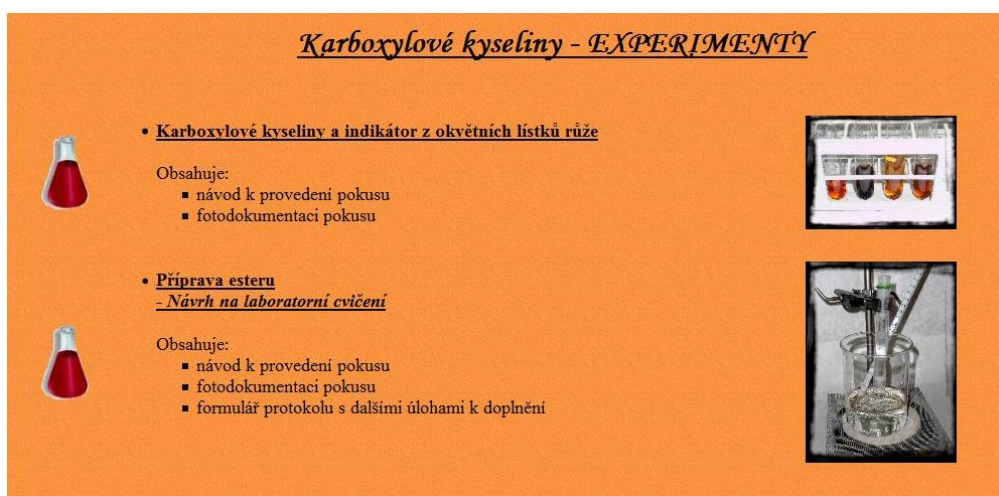 Karboxylové kyseliny - EXPERIMENTY
Karboxylové kyseliny a indikátor z okvětních lístků růže
Obsahuje:
návod k provedení pokusu
fotodokumentaci pokusu
Příprava esteru
- Návrh na laboratorní cvičení
Obsahuje:
návod k provedení pokusu
fotodokumentaci pokusu
formulář protokolu s dalšími úlohami k doplnění